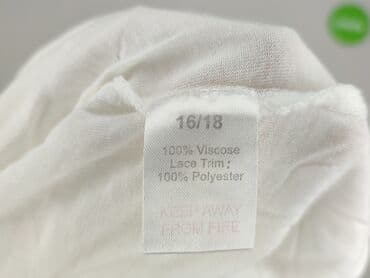 16/18
100% Viscose
Lace Trim ;
100% Polyester
KEEP AWAY
FROM FIRE